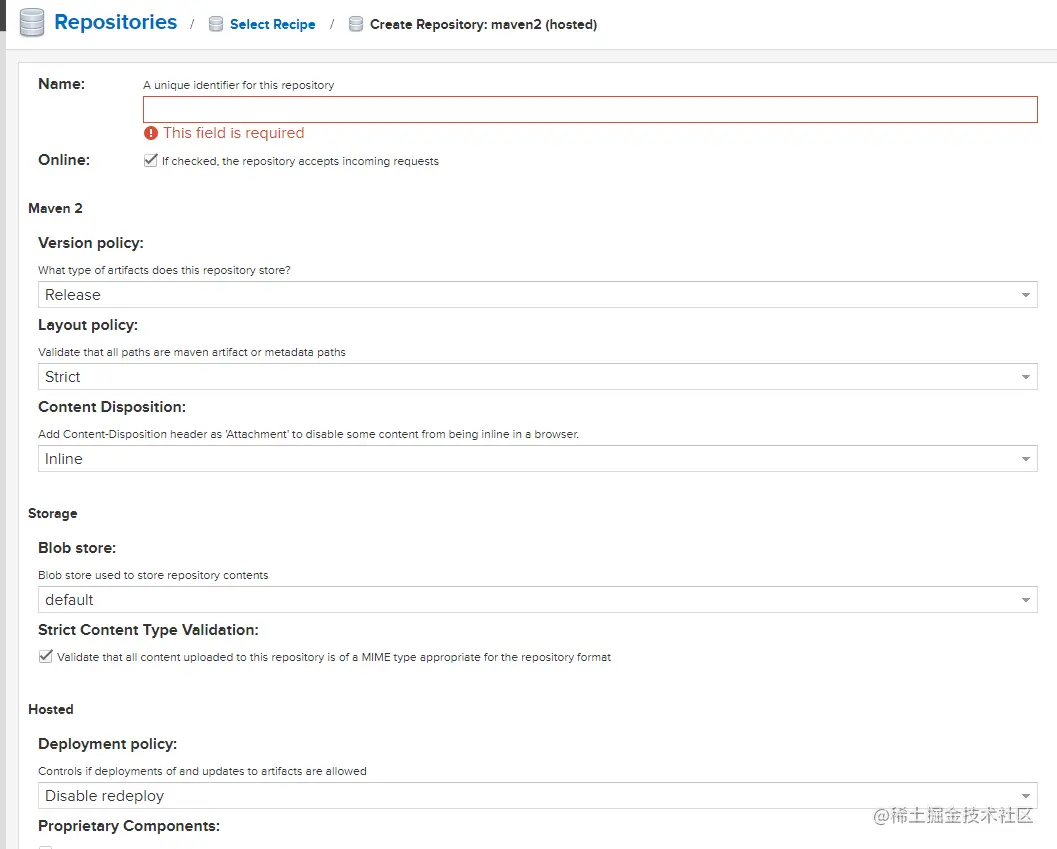 Repositories / Select Recipe / Create Repository: maven2 (hosted)
Name:
A unique identifier for this repository
This field is required
Online:
If checked, the repository accepts incoming requests
Maven 2
Version policy:
What type of artifacts does this repository store?
Release
Layout policy:
Validate that all paths are maven artifact or metadata paths
Strict
Content Disposition:
Add Content-Disposition header as 'Attachment' to disable some content from being inline in a browser.
Inline
Storage
Blob store:
Blob store used to store repository contents
default
Strict Content Type Validation:
Validate that all content uploaded to this repository is of a MIME type appropriate for the repository format
Hosted
Deployment policy:
Controls if deployments of and updates to artifacts are allowed
Disable redeploy
@稀土掘金技术社区
Proprietary Components: